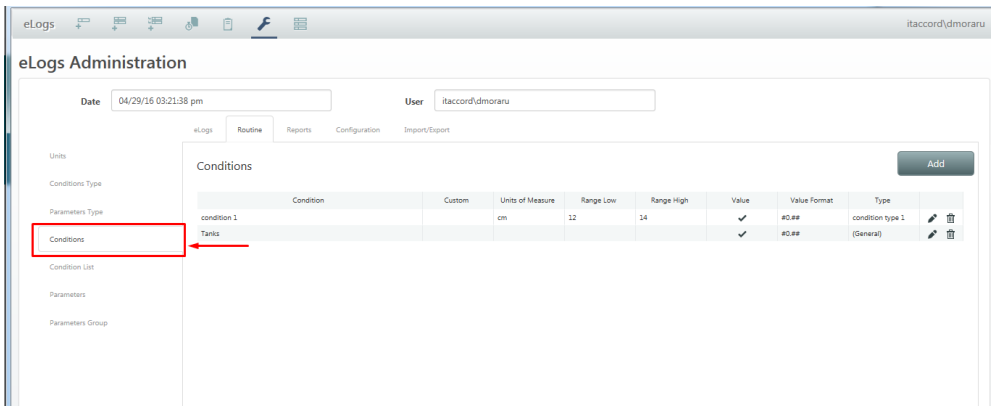 eLogs itaccord\dmoraru
eLogs Administration
Date 04/29/16 03:21:38 pm User itaccord\dmoraru
eLogs Routine Reports Configuration Import/Export
Units
Conditions Type
Parameters Type
Conditions
Condition List
Parameters
Parameters Group
Conditions Add
Condition Custom Units of Measure Range Low Range High Value Value Format Type
condition 1 cm 12 14 ✓ #0.## condition type 1
Tanks ✓ #0.## (General)